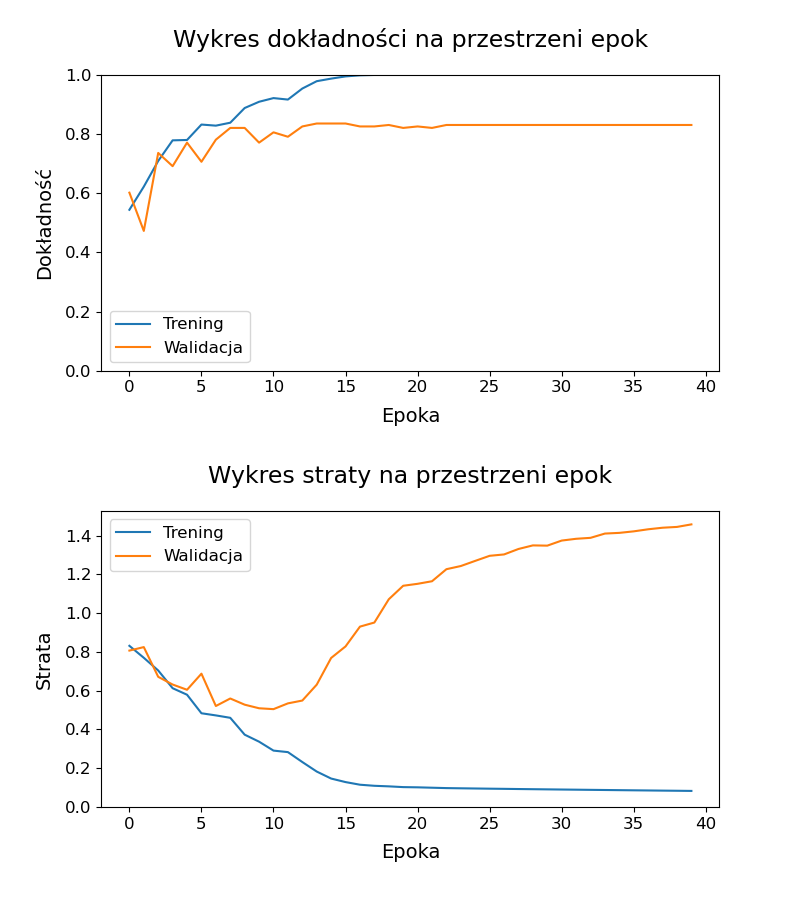 Wykres dokładności na przestrzeni epok
1.0
0.8
0.6
0.4
0.2
0.0
Dokładność
Trening
Walidacja
0 5 10 15 20 25 30 35 40
Epoka
Wykres straty na przestrzeni epok
1.4
1.2
1.0
0.8
0.6
0.4
0.2
0.0
Strata
Trening
Walidacja
0 5 10 15 20 25 30 35 40
Epoka